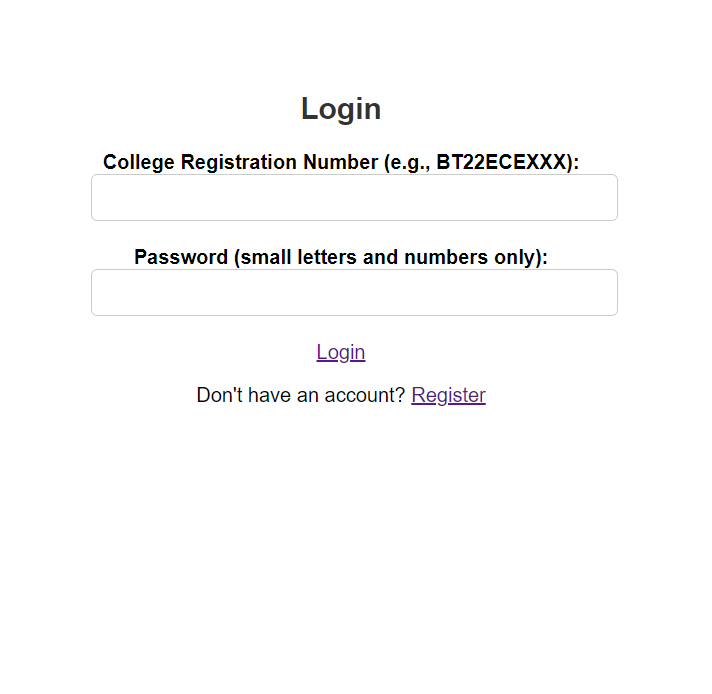 Login
College Registration Number (e.g., BT22ECEXXX):
Password (small letters and numbers only):
Login
Don't have an account? Register